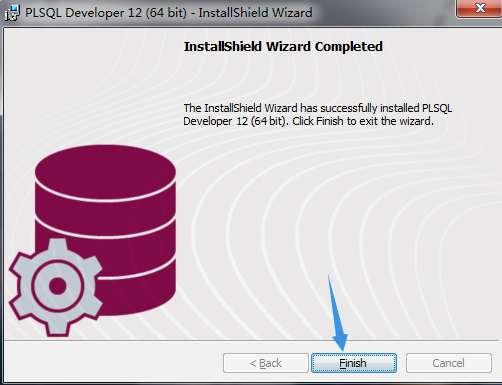 PLSQL Developer 12 (64 bit) - InstallShield Wizard
InstallShield Wizard Completed
The InstallShield Wizard has successfully installed PLSQL
Developer 12 (64 bit). Click Finish to exit the wizard.
< Back
Finish
Cancel